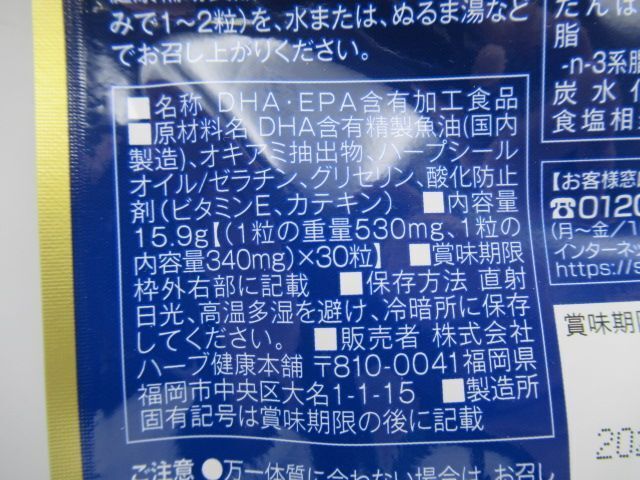 みで1〜2粒)を、水または、ぬるま湯など
でお召し上がりください。
■名称 DHA・EPA含有加工食品
■原材料名 DHA含有精製魚油(国内
製造)、オキアミ抽出物、ハープシール
オイル/ゼラチン、グリセリン、酸化防止
剤(ビタミンE、カテキン) ■内容量
15.9g【(1粒の重量530mg、1粒の
内容量340mg)×30粒】 ■賞味期限
枠外右部に記載 ■保存方法 直射
日光、高温多湿を避け、冷暗所に保存
してください。 ■販売者 株式会社
ハーブ健康本舗 〒810-0041福岡県
福岡市中央区大名1-1-15 ■製造所
固有記号は賞味期限の後に記載
ご注意 ●万一体質に合わない場合は、お召し
たんぱ
脂
-n-3系脂
炭水化
食塩相
【お客様窓
☎0120
(月〜金/1
インターネ
https://s
賞味期限
20